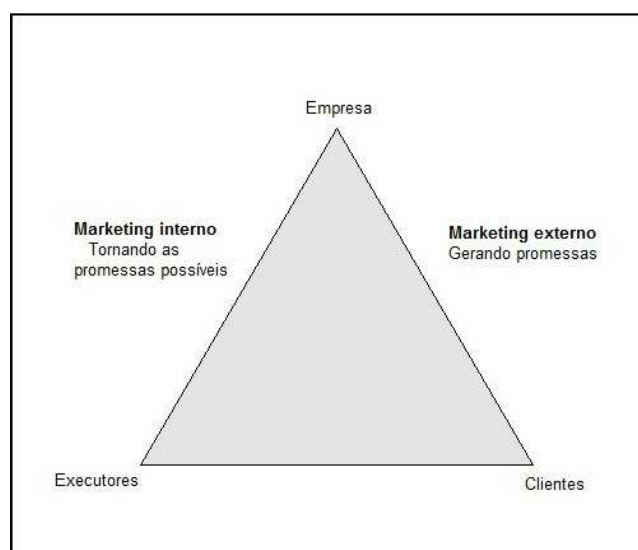 Empresa
Marketing interno
Tornando as
promessas possíveis
Marketing externo
Gerando promessas
Executores
Clientes